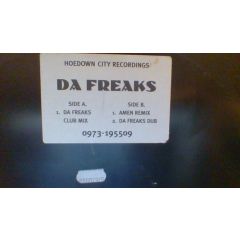 HOEDOWN CITY RECORDINGS
DA FREAKS
SIDE A.
1. DA FREAKS
CLUB MIX
SIDE B.
1. AMEN REMIX
2. DA FREAKS DUB
0973-195509